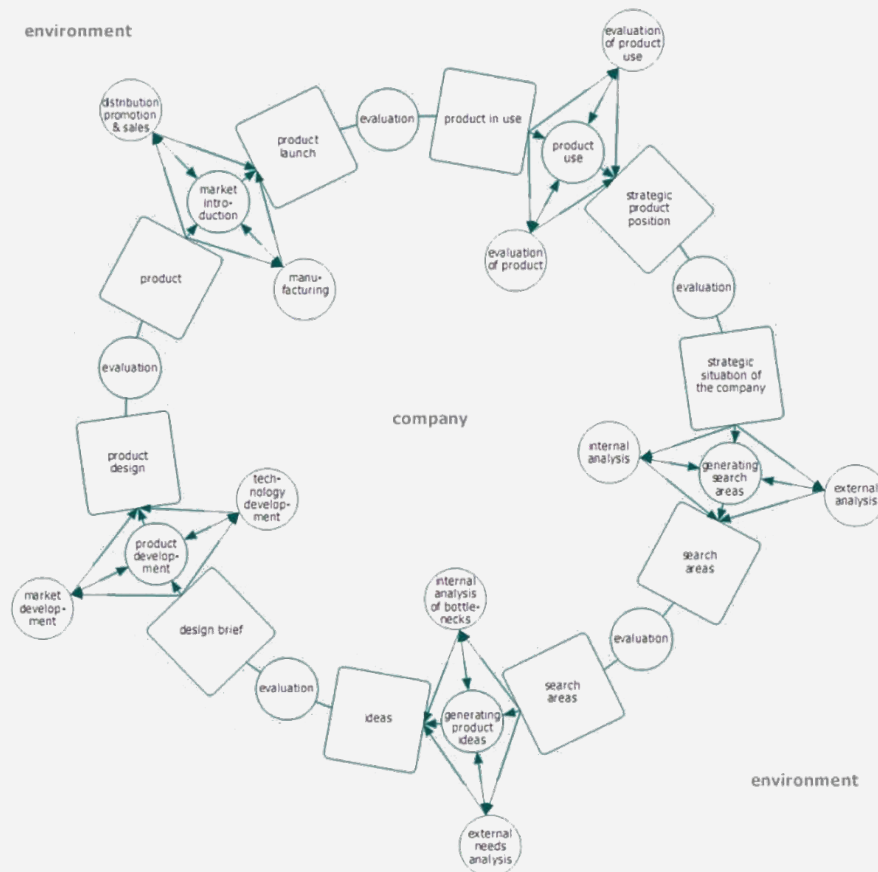 environment
evaluation
of product
use
distribution
promotion
& sales
product
launch
evaluation
product in use
product
use
market
intro-
duction
strategic
product
position
evaluation
of product
manu-
facturing
product
evaluation
evaluation
strategic
situation of
the company
company
internal
analysis
generating
search
areas
external
analysis
product
design
tech-
nology
develop-
ment
product
develop-
ment
market
develop-
ment
search
areas
evaluation
internal
analysis
of bottle-
necks
design brief
evaluation
ideas
generating
product
ideas
search
areas
environment
external
needs
analysis